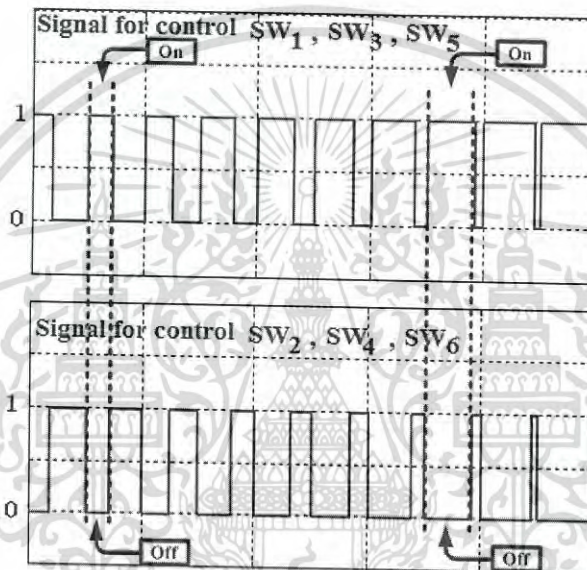 Signal for control SW1 , SW3 , SW5
On
On
1
0
Signal for control SW2 , SW4 , SW6
1
0
Off
Off